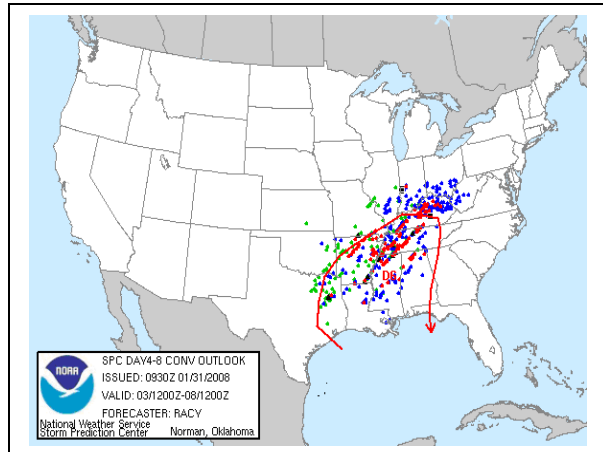 D6
NOAA
SPC DAY4-8 CONV OUTLOOK
ISSUED: 0930Z 01/31/2008
VALID: 03/1200Z-08/1200Z
FORECASTER: RACY
National Weather Service
Storm Prediction Center Norman, Oklahoma